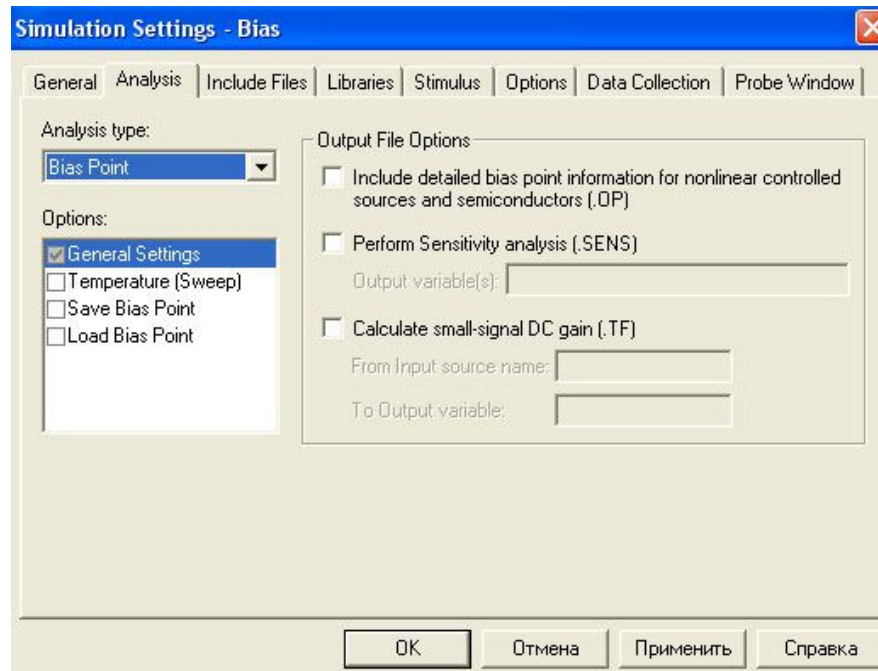 Simulation Settings - Bias
General Analysis Include Files Libraries Stimulus Options Data Collection Probe Window
Analysis type:
Bias Point
Options:
General Settings
Temperature (Sweep)
Save Bias Point
Load Bias Point
Output File Options
Include detailed bias point information for nonlinear controlled
sources and semiconductors (.OP)
Perform Sensitivity analysis (.SENS)
Output variable(s):
Calculate small-signal DC gain (.TF)
From Input source name:
To Output variable:
OK Отмена Применить Справка